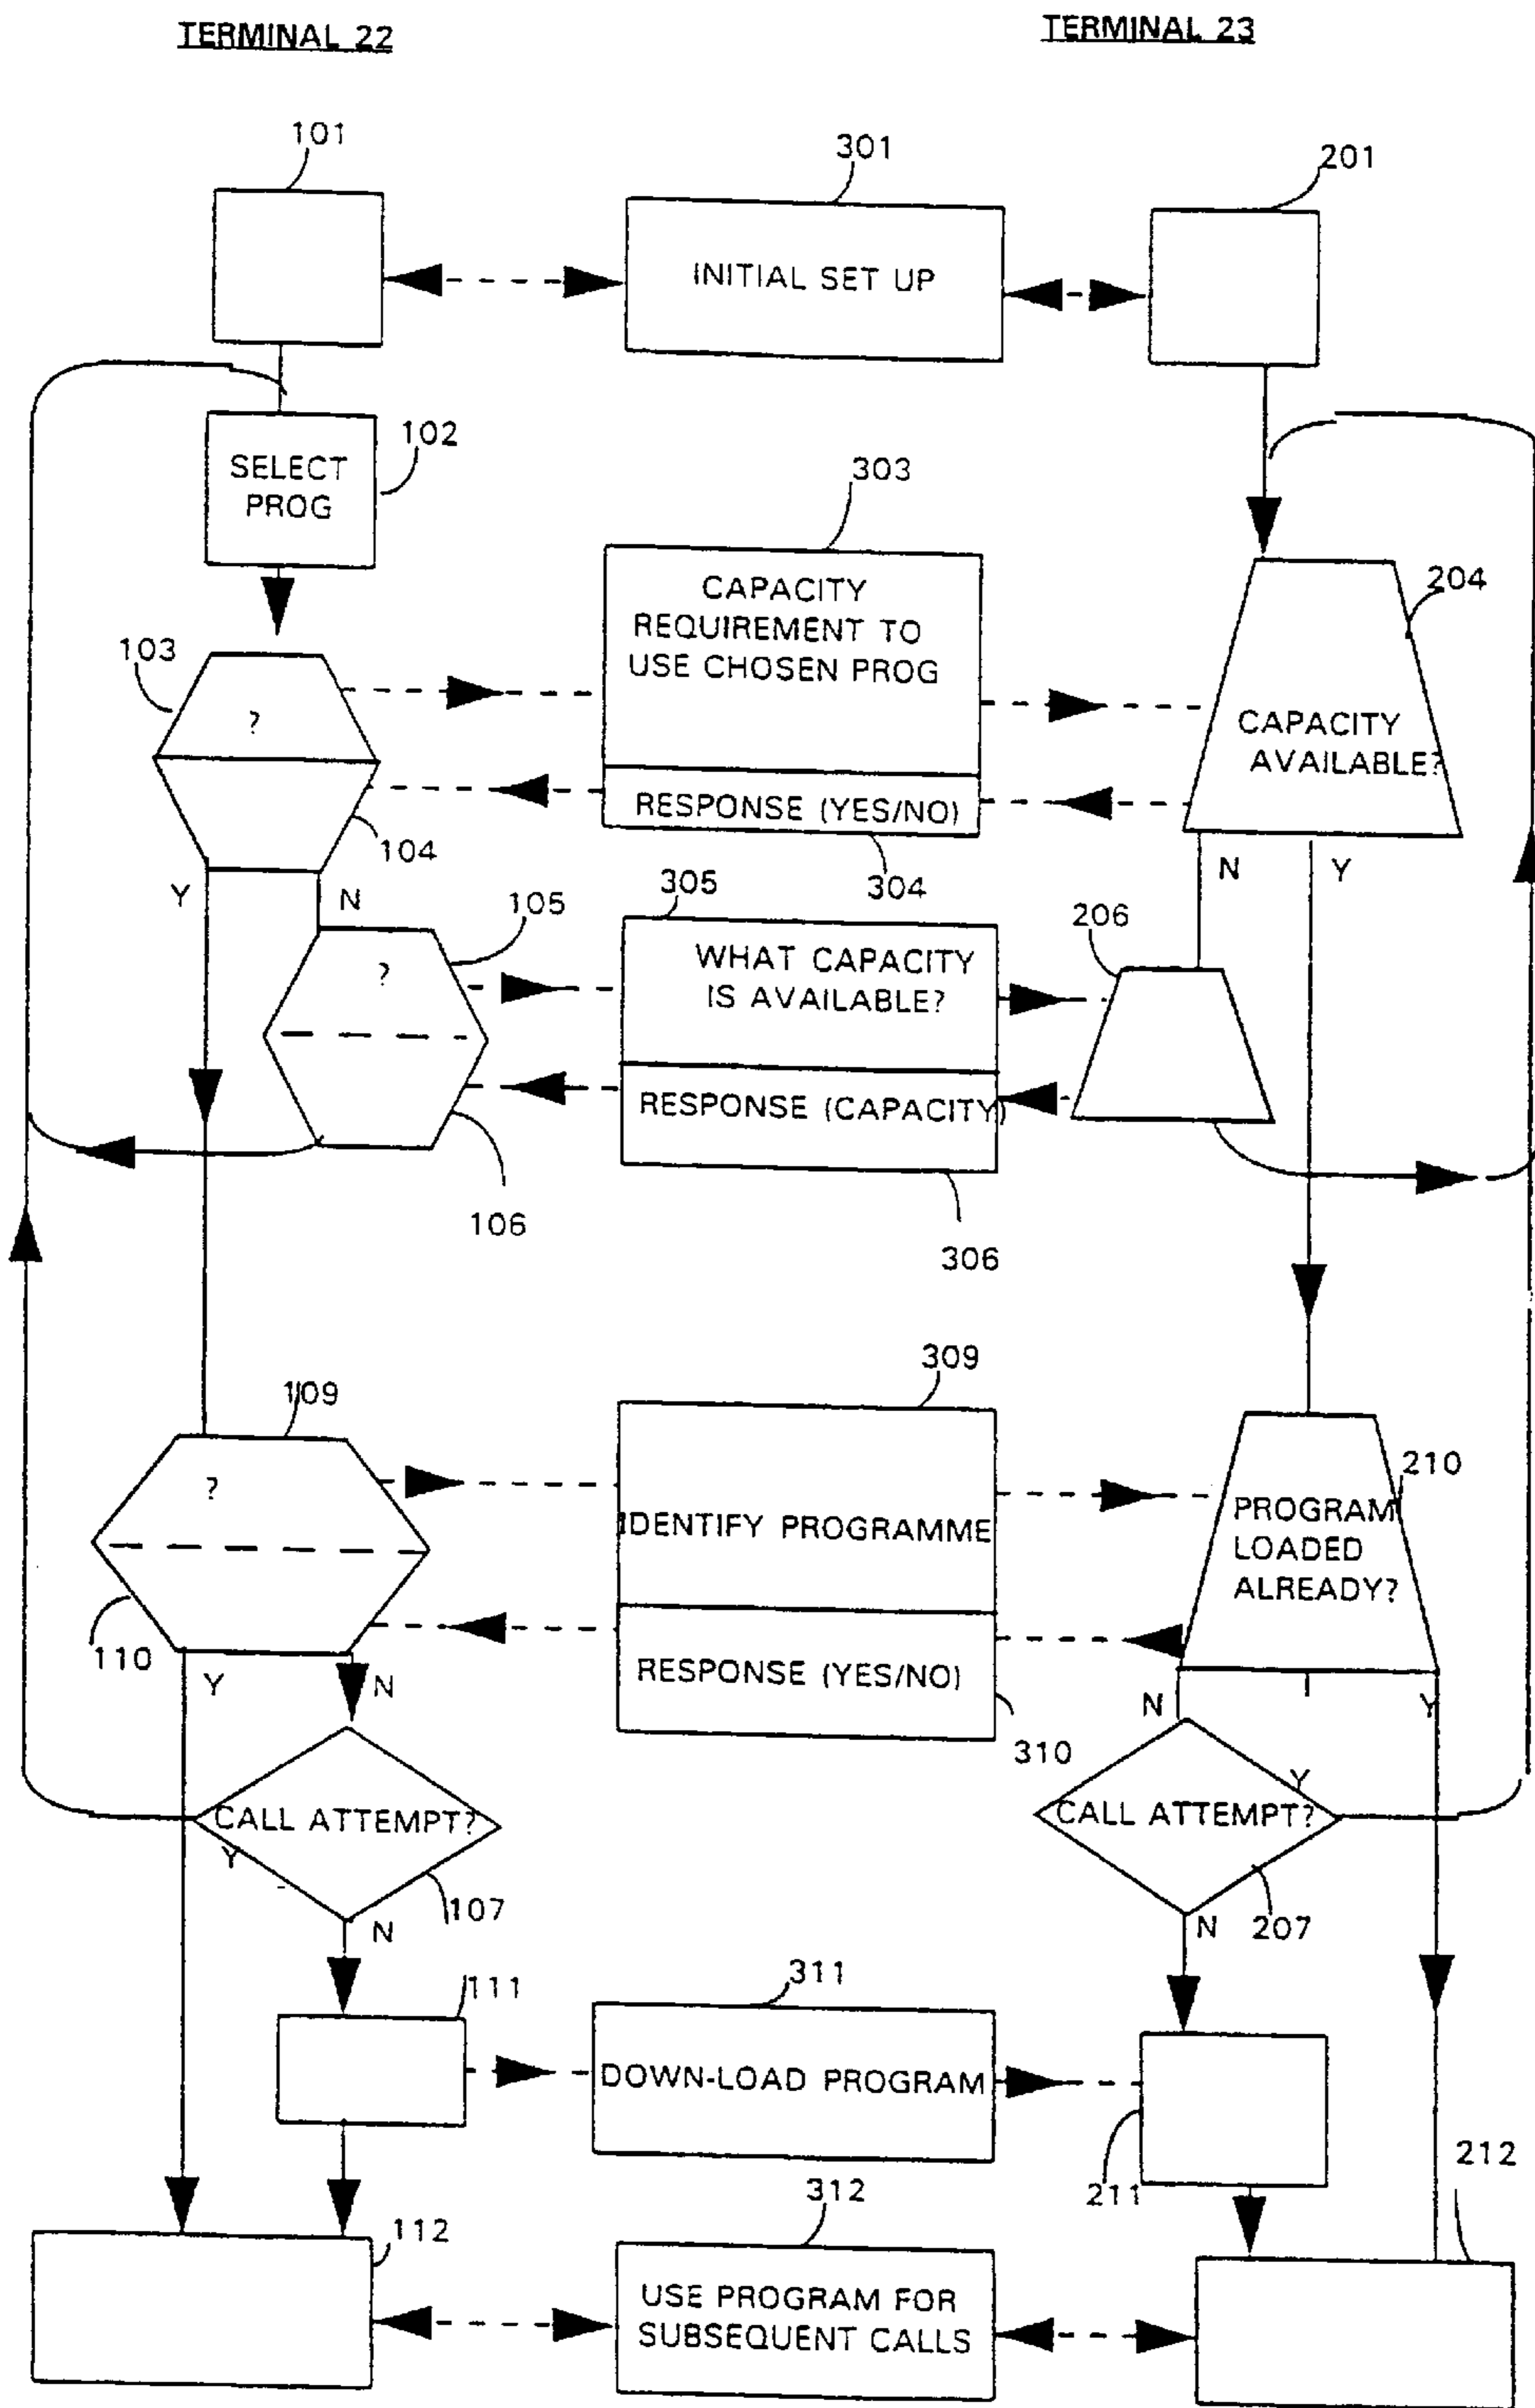 TERMINAL 22
TERMINAL 23
101
301
201
INITIAL SET UP
102
SELECT
PROG
303
204
CAPACITY
REQUIREMENT TO
USE CHOSEN PROG
103
?
CAPACITY
AVAILABLE?
RESPONSE (YES/NO)
104
304
Y
N
N
Y
105
305
206
?
WHAT CAPACITY
IS AVAILABLE?
RESPONSE (CAPACITY)
106
306
109
309
?
210
IDENTIFY PROGRAMME
PROGRAM
LOADED
ALREADY?
110
RESPONSE (YES/NO)
Y
N
N
Y
310
CALL ATTEMPT?
Y
CALL ATTEMPT?
Y
107
207
N
N
111
311
DOWN-LOAD PROGRAM
211
212
112
312
USE PROGRAM FOR
SUBSEQUENT CALLS